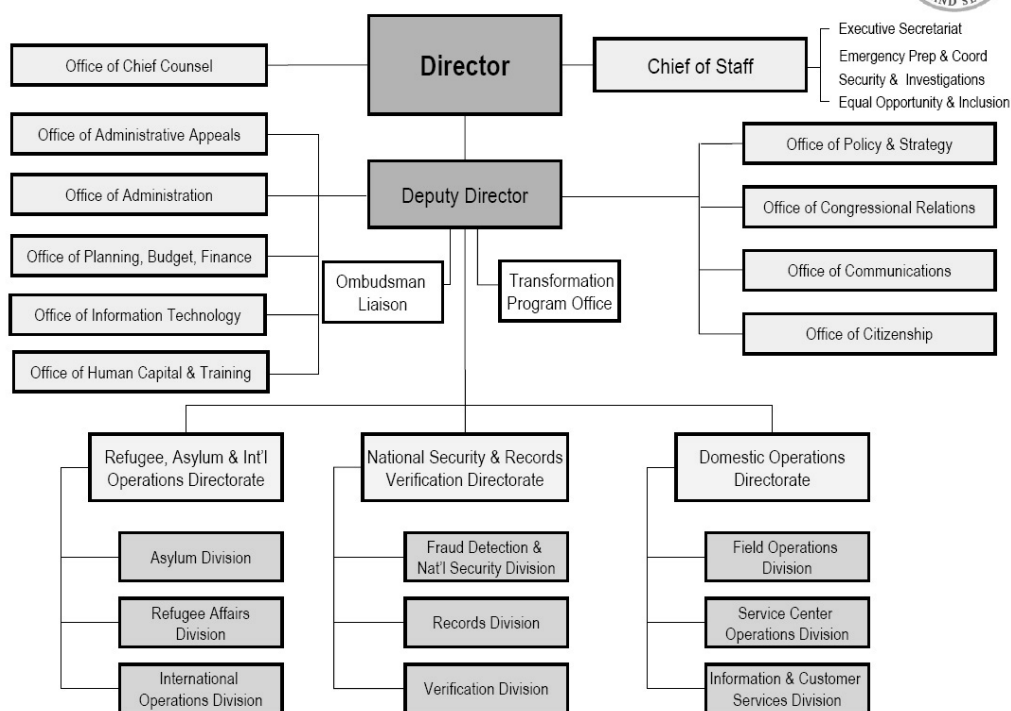 AND SE
Executive Secretariat
Emergency Prep & Coord
Security & Investigations
Equal Opportunity & Inclusion
Director
Chief of Staff
Office of Chief Counsel
Office of Administrative Appeals
Office of Administration
Office of Planning, Budget, Finance
Office of Information Technology
Office of Human Capital & Training
Deputy Director
Ombudsman
Liaison
Transformation
Program Office
Office of Policy & Strategy
Office of Congressional Relations
Office of Communications
Office of Citizenship
Refugee, Asylum & Int'l
Operations Directorate
Asylum Division
Refugee Affairs
Division
International
Operations Division
National Security & Records
Verification Directorate
Fraud Detection &
Nat'l Security Division
Records Division
Verification Division
Domestic Operations
Directorate
Field Operations
Division
Service Center
Operations Division
Information & Customer
Services Division